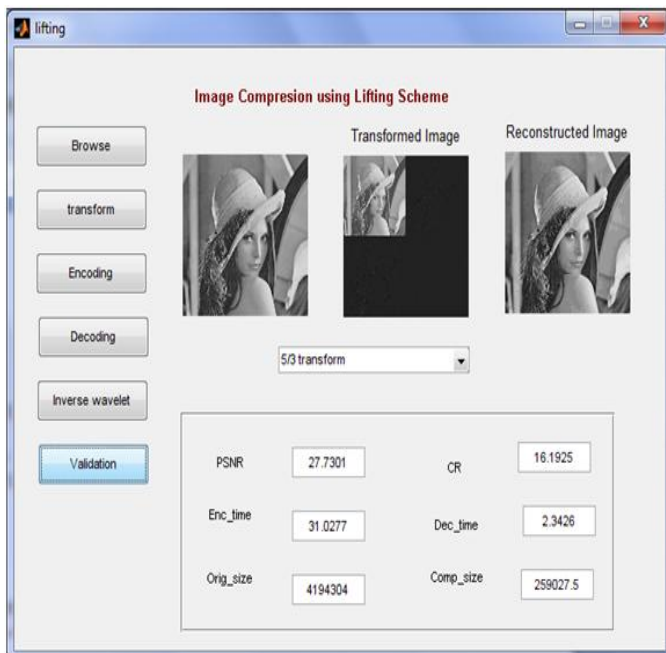 lifting
Image Compresion using Lifting Scheme
Browse
transform
Encoding
Decoding
Inverse wavelet
Validation
Transformed Image
Reconstructed Image
5/3 transform
PSNR 27.7301 CR 16.1925
Enc_time 31.0277 Dec_time 2.3426
Orig_size 4194304 Comp_size 259027.5